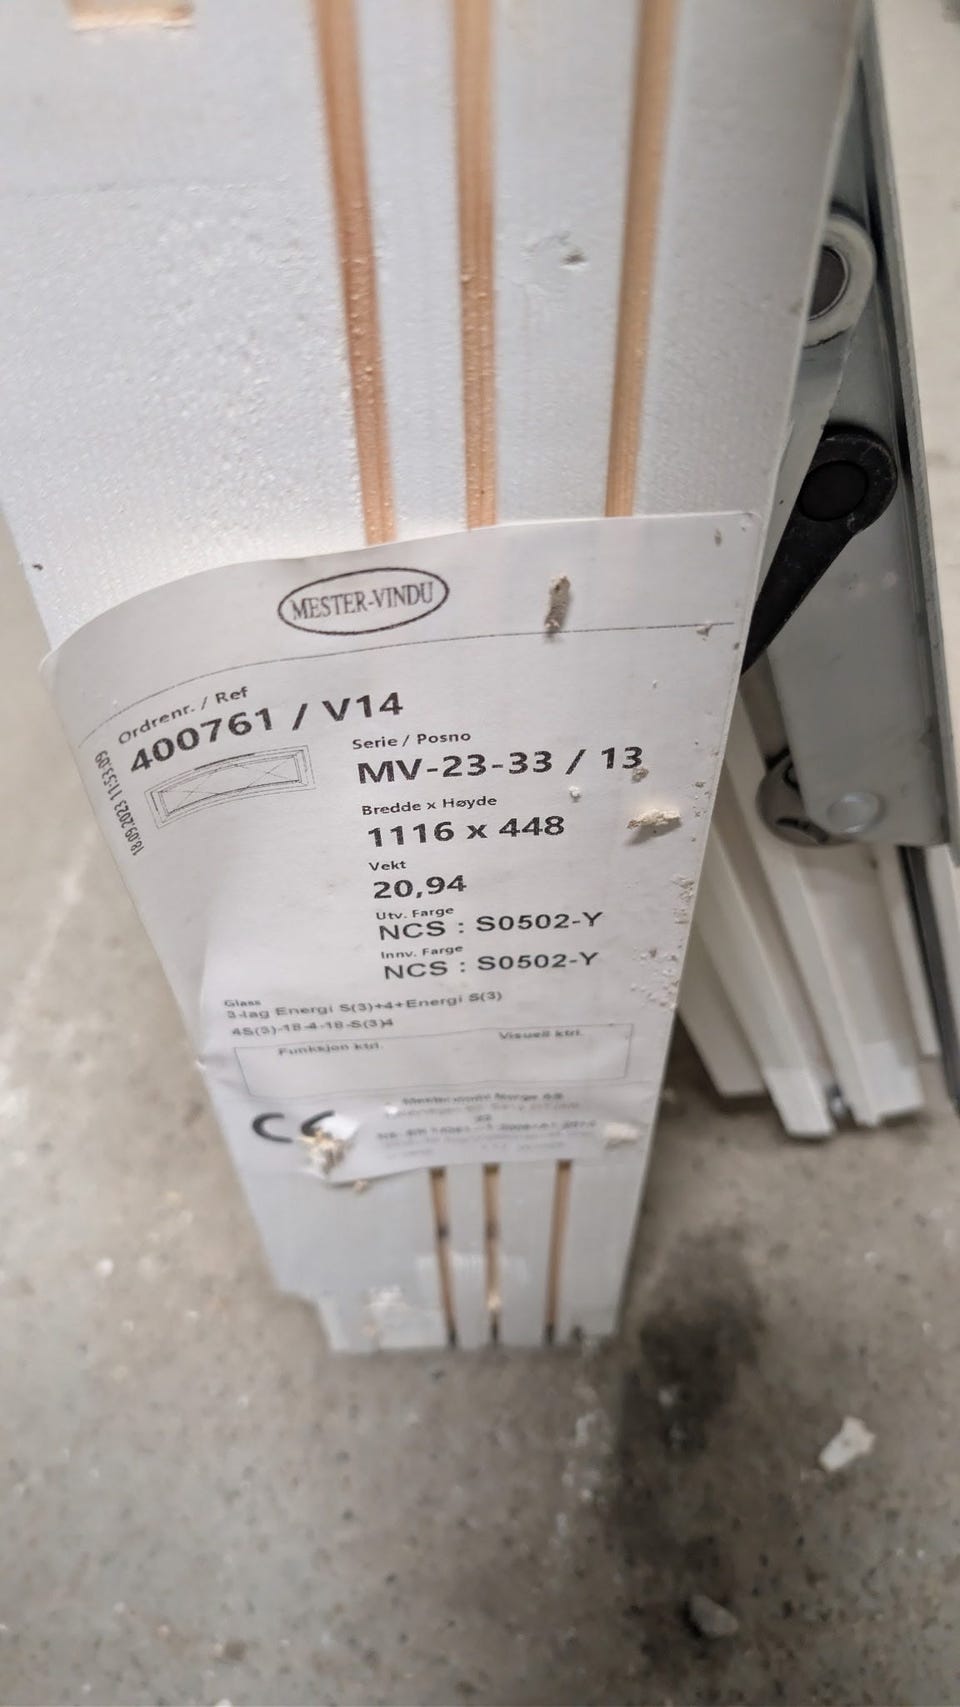 MESTER-VINDU
Ordrenr. / Ref
400761 / V14
18.09.2023 11:53:09
Serie / Posno
MV-23-33 / 13
Bredde x Høyde
1116 x 448
Vekt
20,94
Utv. Farge
NCS : S0502-Y
Innv. Farge
NCS : S0502-Y
Glass
3-lag Energi S(3)+4+Energi S(3)
4S(3)-18-4-18-S(3)4
Funksjon ktrl.
Visuell ktrl.
CE